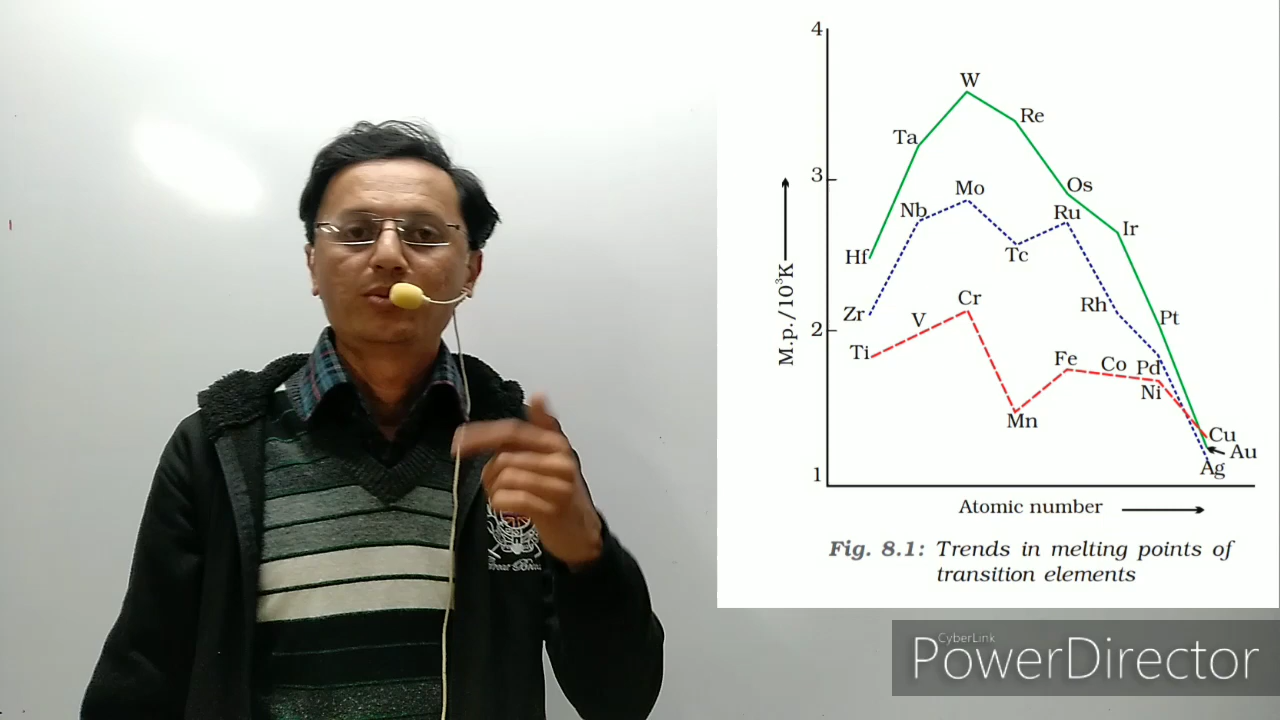 4
W
Re
Ta
3
Os
Mo
Nb
Ru
Ir
Hf
Tc
Cr
Rh
Zr
V
Pt
2
Ti
Fe
Co
Pd
Ni
Mn
Cu
Au
Ag
1
M.p./10³K
Atomic number
Fig. 8.1: Trends in melting points of
transition elements
CyberLink
PowerDirector